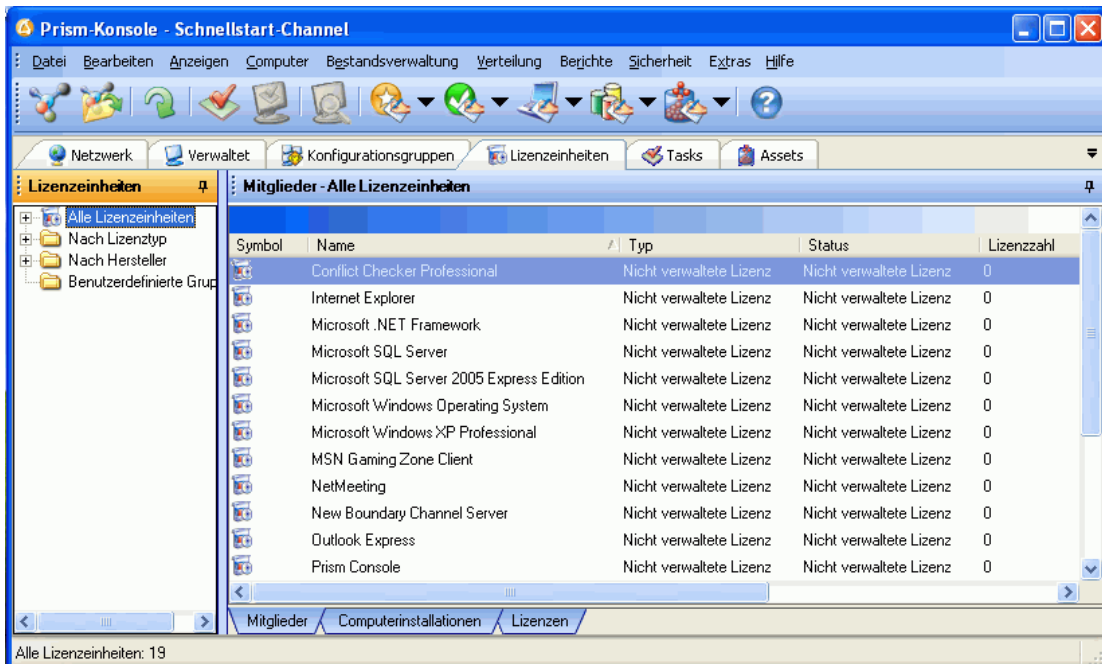 Prism-Konsole - Schnellstart-Channel
Datei Bearbeiten Anzeigen Computer Bestandsverwaltung Verteilung Berichte Sicherheit Extras Hilfe
Netzwerk Verwaltet Konfigurationsgruppen Lizenzeinheiten Tasks Assets
Lizenzeinheiten
Alle Lizenzeinheiten
Nach Lizenztyp
Nach Hersteller
Benutzerdefinierte Grup
Mitglieder - Alle Lizenzeinheiten
Symbol Name Typ Status Lizenzzahl
Conflict Checker Professional Nicht verwaltete Lizenz Nicht verwaltete Lizenz 0
Internet Explorer Nicht verwaltete Lizenz Nicht verwaltete Lizenz 0
Microsoft .NET Framework Nicht verwaltete Lizenz Nicht verwaltete Lizenz 0
Microsoft SQL Server Nicht verwaltete Lizenz Nicht verwaltete Lizenz 0
Microsoft SQL Server 2005 Express Edition Nicht verwaltete Lizenz Nicht verwaltete Lizenz 0
Microsoft Windows Operating System Nicht verwaltete Lizenz Nicht verwaltete Lizenz 0
Microsoft Windows XP Professional Nicht verwaltete Lizenz Nicht verwaltete Lizenz 0
MSN Gaming Zone Client Nicht verwaltete Lizenz Nicht verwaltete Lizenz 0
NetMeeting Nicht verwaltete Lizenz Nicht verwaltete Lizenz 0
New Boundary Channel Server Nicht verwaltete Lizenz Nicht verwaltete Lizenz 0
Outlook Express Nicht verwaltete Lizenz Nicht verwaltete Lizenz 0
Prism Console Nicht verwaltete Lizenz Nicht verwaltete Lizenz 0
Mitglieder Computerinstallationen Lizenzen
Alle Lizenzeinheiten: 19